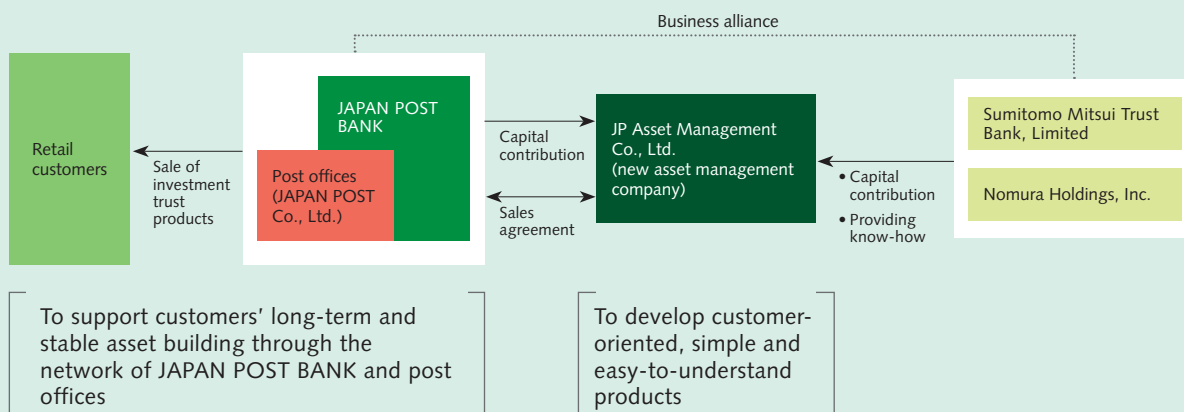 Business alliance
Retail
customers
Sale of
investment
trust
products
JAPAN POST
BANK
Post offices
(JAPAN POST
Co., Ltd.)
Capital
contribution
Sales
agreement
JP Asset Management
Co., Ltd.
(new asset management
company)
• Capital
contribution
• Providing
know-how
Sumitomo Mitsui Trust
Bank, Limited
Nomura Holdings, Inc.
To support customers’ long-term and
stable asset building through the
network of JAPAN POST BANK and post
offices
To develop customer-
oriented, simple and
easy-to-understand
products